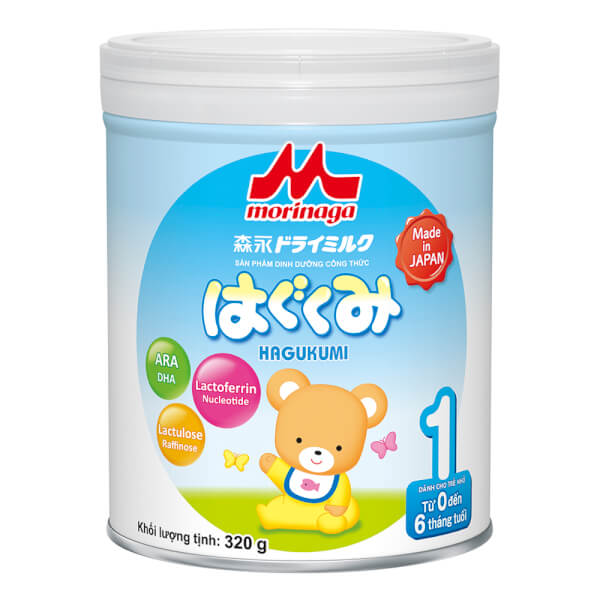 morinaga
森永ドライミルク
SẢN PHẨM DINH DƯỠNG CÔNG THỨC
はぐくみ
HAGUKUMI
Made
in
JAPAN
ARA
DHA
Lactoferrin
Nucleotide
Lactulose
Raffinose
1
DÀNH CHO TRẺ NHỎ
Từ 0 đến
6 tháng tuổi
Khối lượng tịnh: 320 g